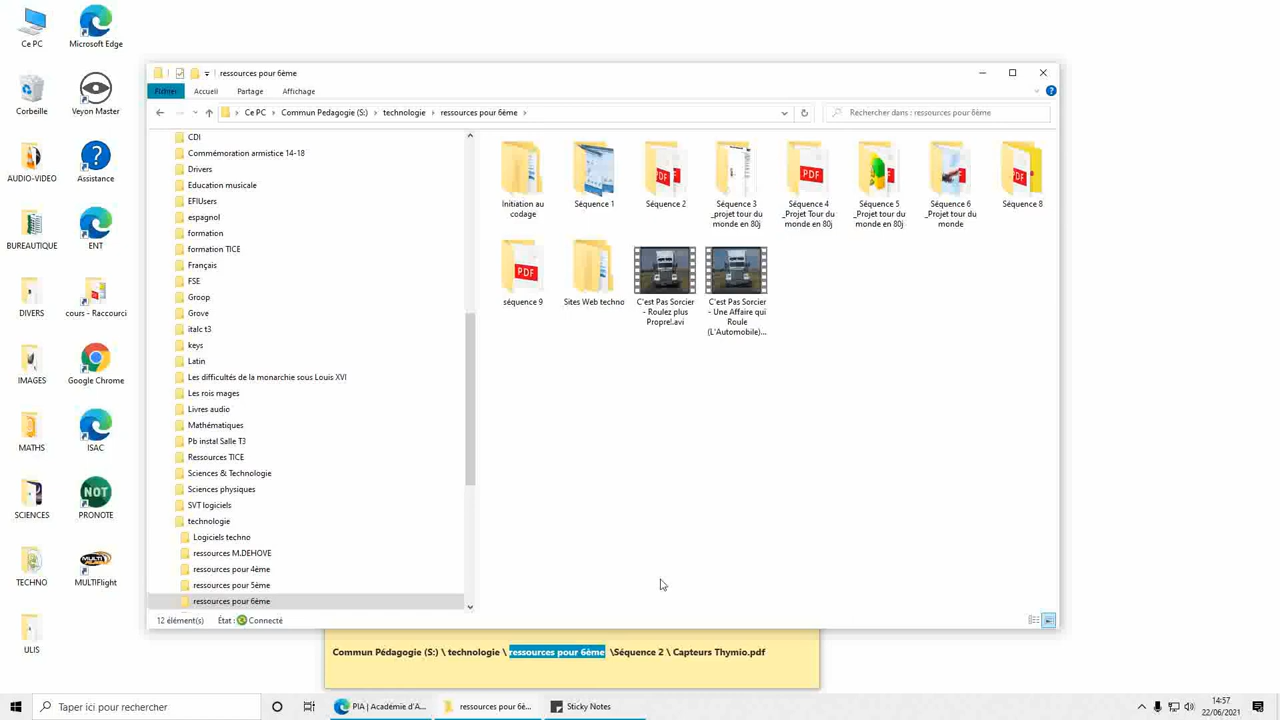 Ce PC
Microsoft Edge
Corbeille
Veyon Master
AUDIO-VIDEO
Assistance
BUREAUTIQUE
ENT
DIVERS
cours - Raccourci
IMAGES
Google Chrome
MATHS
ISAC
SCIENCES
PRONOTE
TECHNO
MULTIFlight
ULIS
ressources pour 6ème
Fichier Accueil Partage Affichage
Ce PC > Commun Pedagogie (S:) > technologie > ressources pour 6ème >
Rechercher dans : ressources pour 6ème
CDI
Commémoration armistice 14-18
Drivers
Education musicale
EFIUsers
espagnol
formation
formation TICE
Français
FSE
Groop
Grove
italc t3
keys
Latin
Les difficultés de la monarchie sous Louis XVI
Les rois mages
Livres audio
Mathématiques
Pb instal Salle T3
Ressources TICE
Sciences & Technologie
Sciences physiques
SVT logiciels
technologie
Logiciels techno
ressources M.DEHOVE
ressources pour 4ème
ressources pour 5ème
ressources pour 6ème
Initiation au
codage
Séquence 1
PDF
Séquence 2
Séquence 3
_projet tour du
monde en 80j
PDF
Séquence 4
_Projet Tour du
monde en 80j
Séquence 5
_Projet tour du
monde en 80j
Séquence 6
_Projet tour du
monde
PDF
Séquence 8
PDF
séquence 9
Sites Web techno
C'est Pas Sorcier
- Roulez plus
Propre!.avi
C'est Pas Sorcier
- Une Affaire qui
Roule
(L'Automobile)...
12 élément(s) État : Connecté
Commun Pédagogie (S:) \ technologie \ ressources pour 6ème \Séquence 2 \ Capteurs Thymio.pdf
Taper ici pour rechercher
PIA | Académie d'A...
ressources pour 6è...
Sticky Notes
14:57
22/06/2021